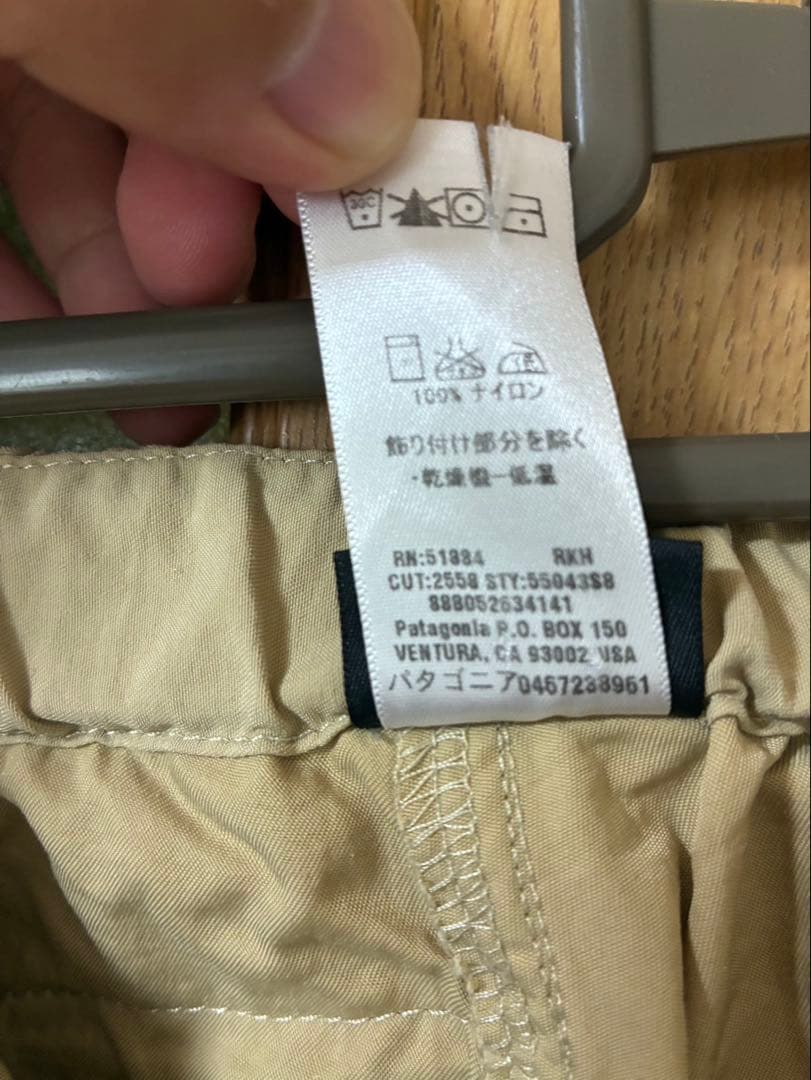 30C
100% ナイロン
飾り付け部分を除く
・乾燥機−低温
RN:51884 RKH
CUT:2558 STY:55043S8
888052634141
Patagonia P.O. BOX 150
VENTURA, CA 93002 USA
パタゴニア0467238961